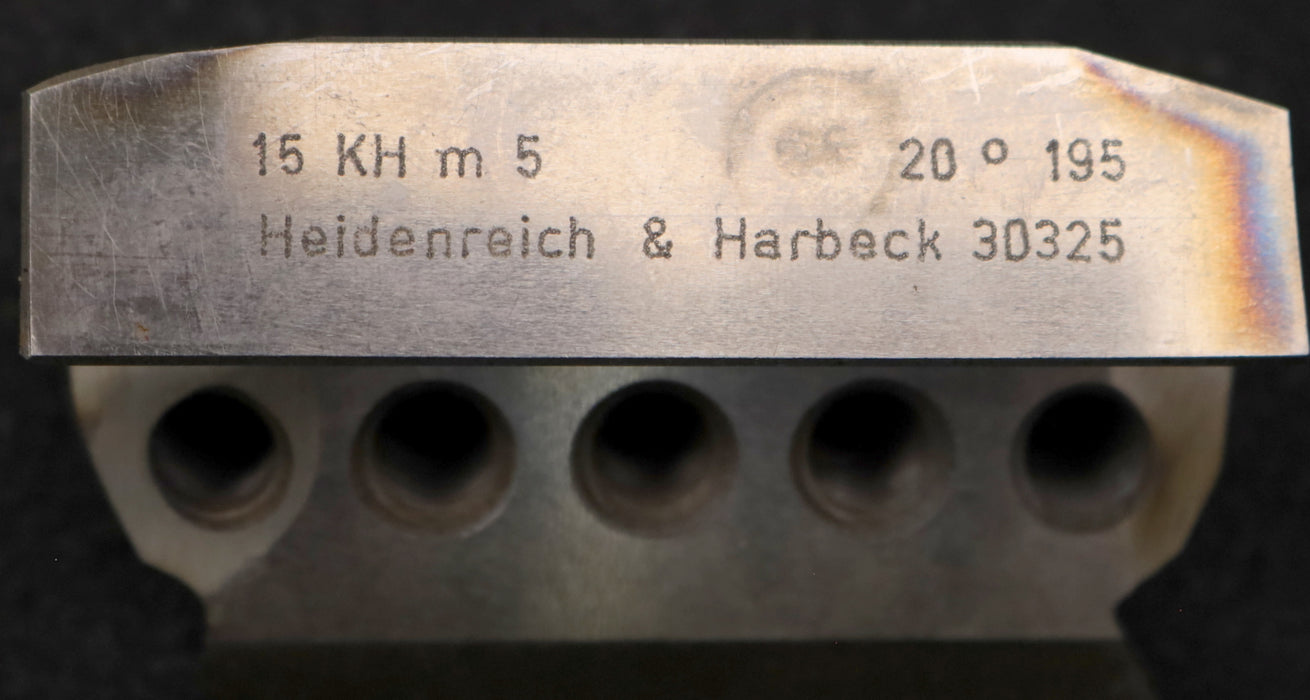 15 KH m 5 20° 195
Heidenreich & Harbeck 30325